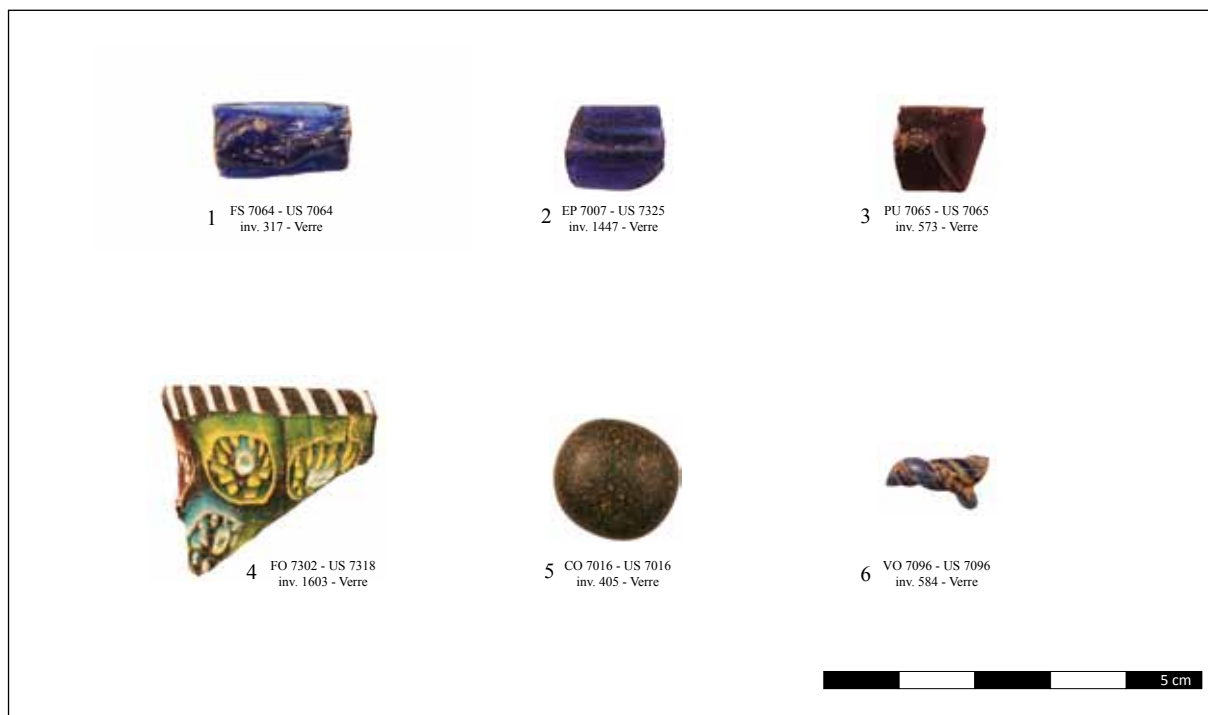 1 FS 7064 - US 7064
inv. 317 - Verre
2 EP 7007 - US 7325
inv. 1447 - Verre
3 PU 7065 - US 7065
inv. 573 - Verre
4 FO 7302 - US 7318
inv. 1603 - Verre
5 CO 7016 - US 7016
inv. 405 - Verre
6 VO 7096 - US 7096
inv. 584 - Verre
5 cm